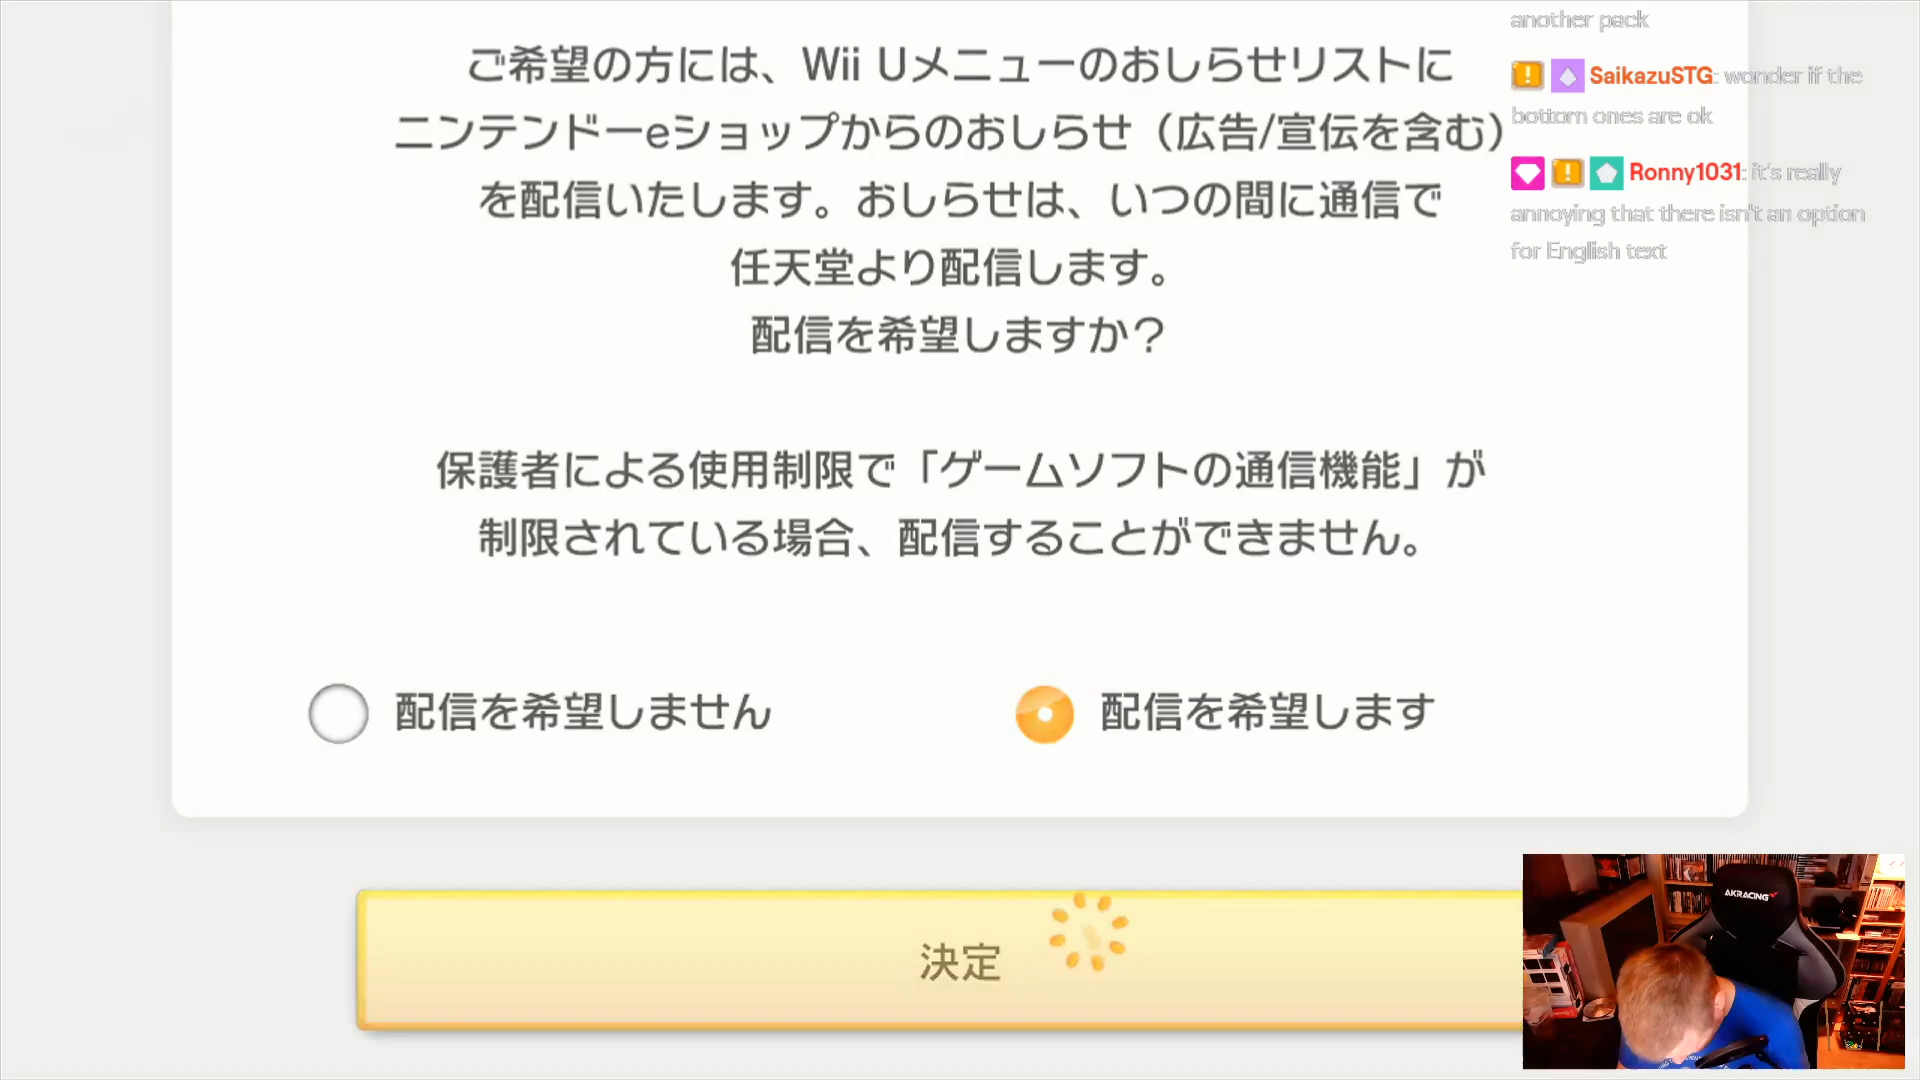 ご希望の方には、Wii Uメニューのおしらせリストに
ニンテンドーeショップからのおしらせ（広告/宣伝を含む）
を配信いたします。おしらせは、いつの間に通信で
任天堂より配信します。
配信を希望しますか？
保護者による使用制限で「ゲームソフトの通信機能」が
制限されている場合、配信することができません。
配信を希望しません
配信を希望します
決定
another pack
SaikazuSTG: wonder if the
bottom ones are ok
Ronny1031: it's really
annoying that there isn't an option
for English text
AKRACING